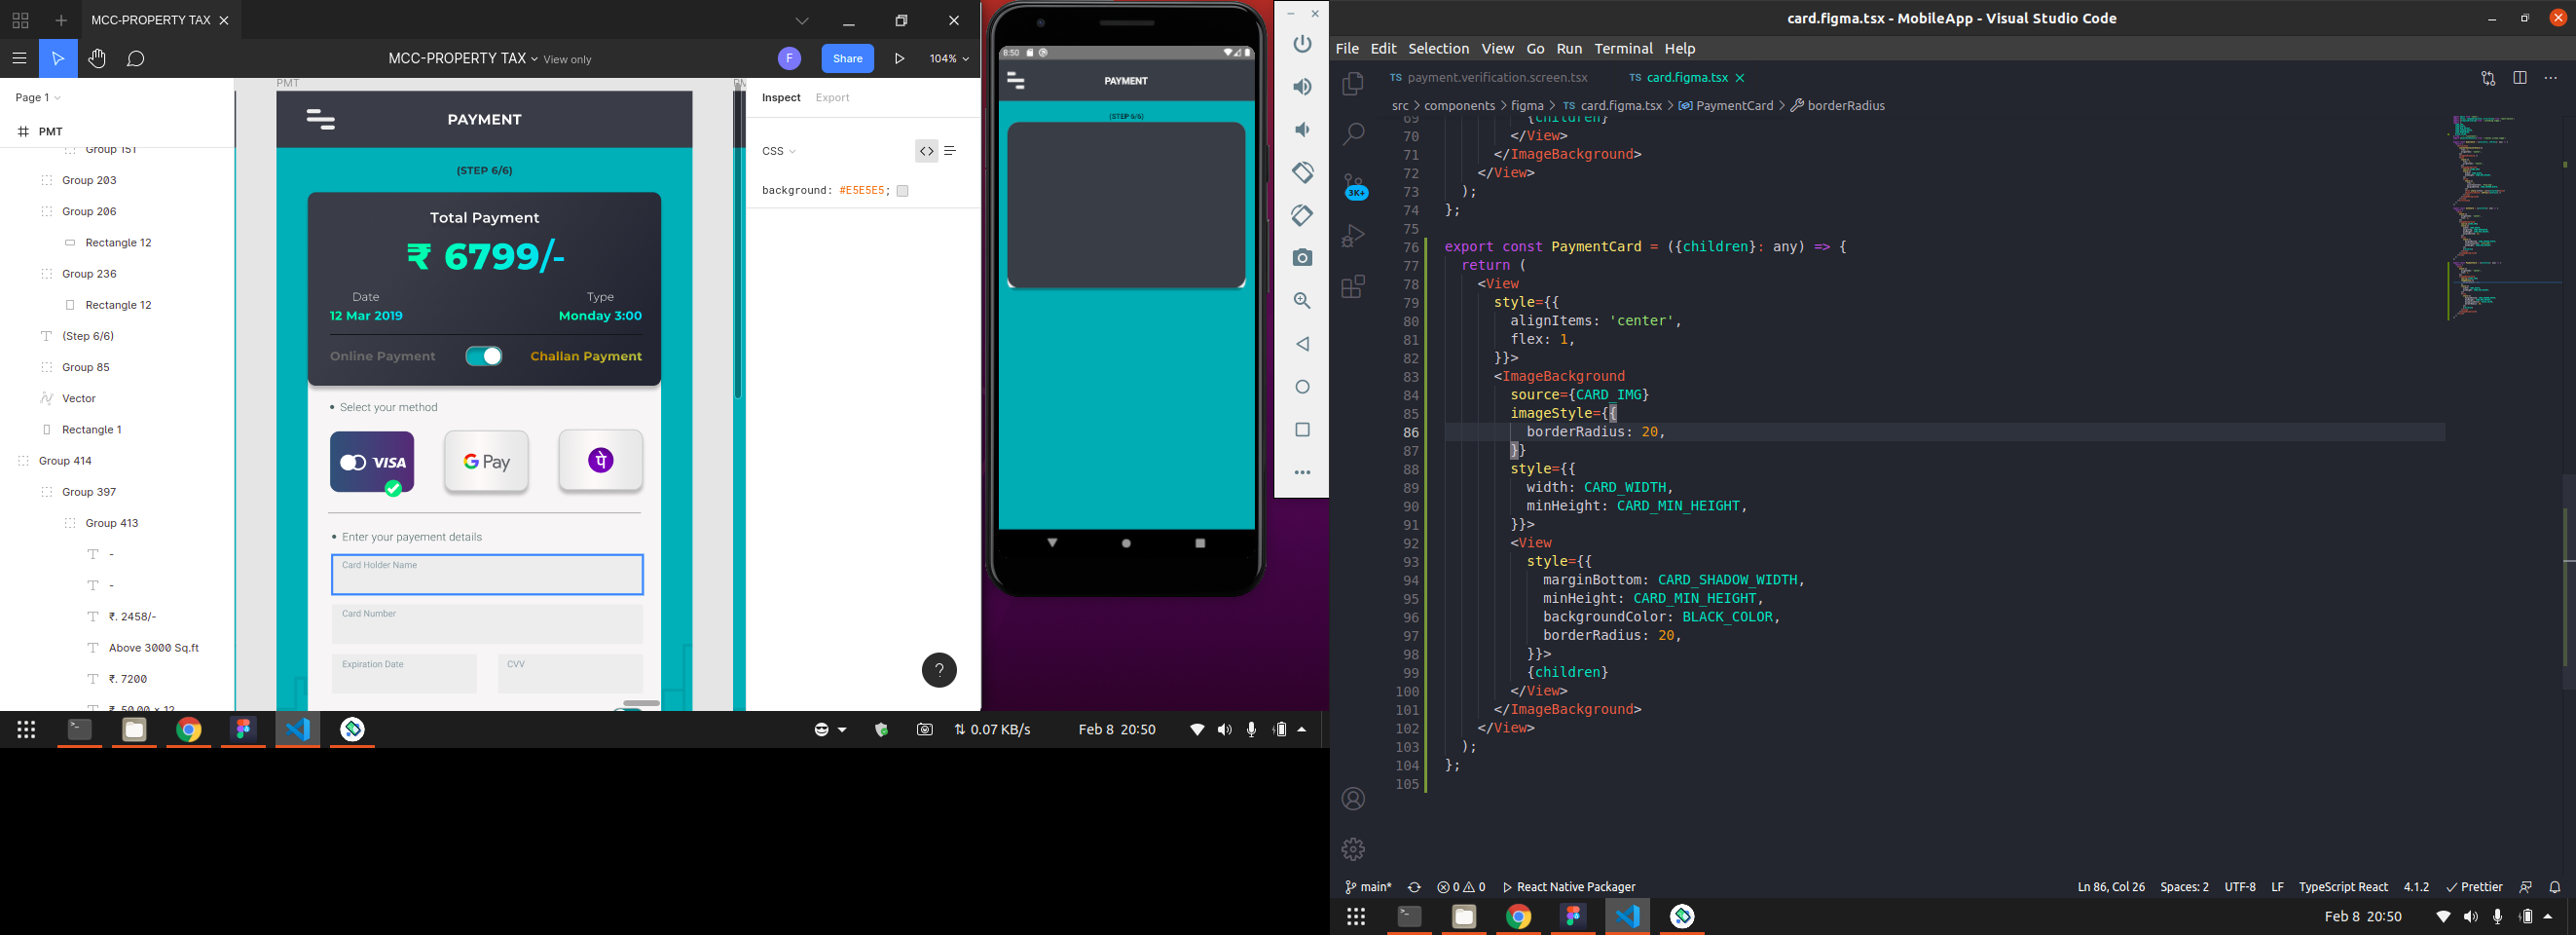 MCC-PROPERTY TAX
MCC-PROPERTY TAX
View only
F
Share
104%
Page 1
PMT
Group 151
Group 203
Group 206
Rectangle 12
Group 236
Rectangle 12
(Step 6/6)
Group 85
Vector
Rectangle 1
Group 414
Group 397
Group 413
-
-
₹. 2458/-
Above 3000 Sq.ft
₹. 7200
₹. 50.00 x 12
PMT
PAYMENT
(STEP 6/6)
Total Payment
₹ 6799/-
Date
Type
12 Mar 2019
Monday 3:00
Online Payment
Challan Payment
• Select your method
VISA
G Pay
पे
• Enter your payement details
Card Holder Name
Card Number
Expiration Date
CVV
Inspect
Export
CSS
background: #E5E5E5;
?
0.07 KB/s
Feb 8 20:50
8:50
PAYMENT
(STEP 6/6)
card.figma.tsx - MobileApp - Visual Studio Code
File Edit Selection View Go Run Terminal Help
3K+
TS payment.verification.screen.tsx
TS card.figma.tsx
src > components > figma > TS card.figma.tsx > PaymentCard > borderRadius
69 {children}
70 </View>
71 </ImageBackground>
72 </View>
73 );
74 };
75
76 export const PaymentCard = ({children}: any) => {
77 return (
78 <View
79 style={{
80 alignItems: 'center',
81 flex: 1,
82 }}>
83 <ImageBackground
84 source={CARD_IMG}
85 imageStyle={{
86 borderRadius: 20,
87 }}
88 style={{
89 width: CARD_WIDTH,
90 minHeight: CARD_MIN_HEIGHT,
91 }}>
92 <View
93 style={{
94 marginBottom: CARD_SHADOW_WIDTH,
95 minHeight: CARD_MIN_HEIGHT,
96 backgroundColor: BLACK_COLOR,
97 borderRadius: 20,
98 }}>
99 {children}
100 </View>
101 </ImageBackground>
102 </View>
103 );
104 };
105
main*
0 0
React Native Packager
Ln 86, Col 26
Spaces: 2
UTF-8
LF
TypeScript React
4.1.2
Prettier
Feb 8 20:50